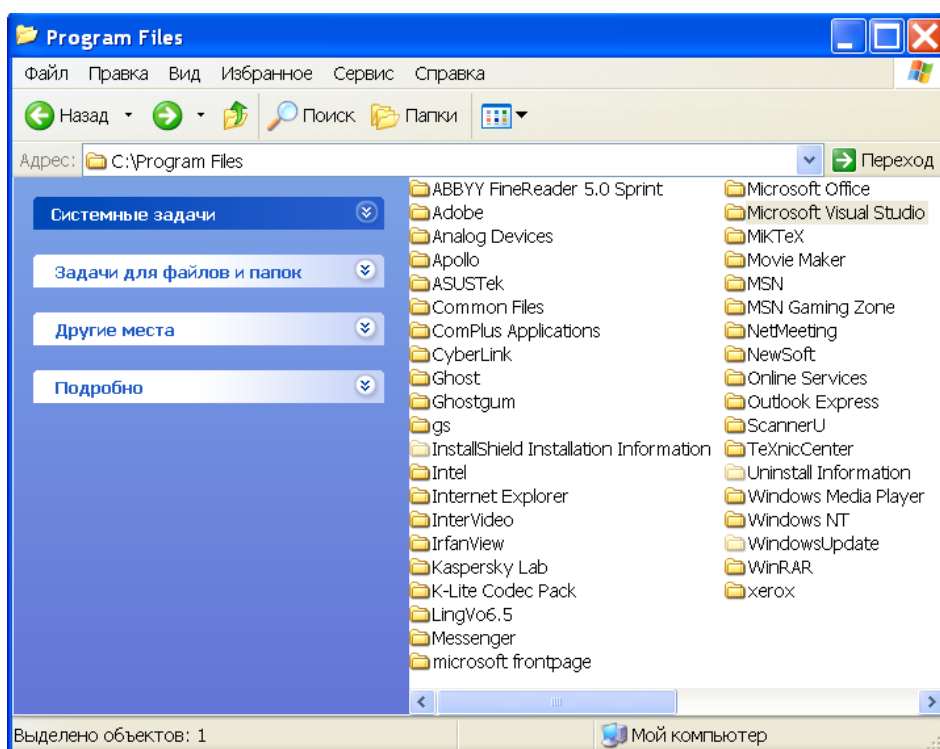 Program Files
Файл Правка Вид Избранное Сервис Справка
Назад Поиск Папки
Адрес: C:\Program Files Переход
Системные задачи
Задачи для файлов и папок
Другие места
Подробно
ABBYY FineReader 5.0 Sprint
Adobe
Analog Devices
Apollo
ASUSTek
Common Files
ComPlus Applications
CyberLink
Ghost
Ghostgum
gs
InstallShield Installation Information
Intel
Internet Explorer
InterVideo
IrfanView
Kaspersky Lab
K-Lite Codec Pack
LingVo6.5
Messenger
microsoft frontpage
Microsoft Office
Microsoft Visual Studio
MiKTeX
Movie Maker
MSN
MSN Gaming Zone
NetMeeting
NewSoft
Online Services
Outlook Express
ScannerU
TeXnicCenter
Uninstall Information
Windows Media Player
Windows NT
WindowsUpdate
WinRAR
xerox
Выделено объектов: 1 Мой компьютер